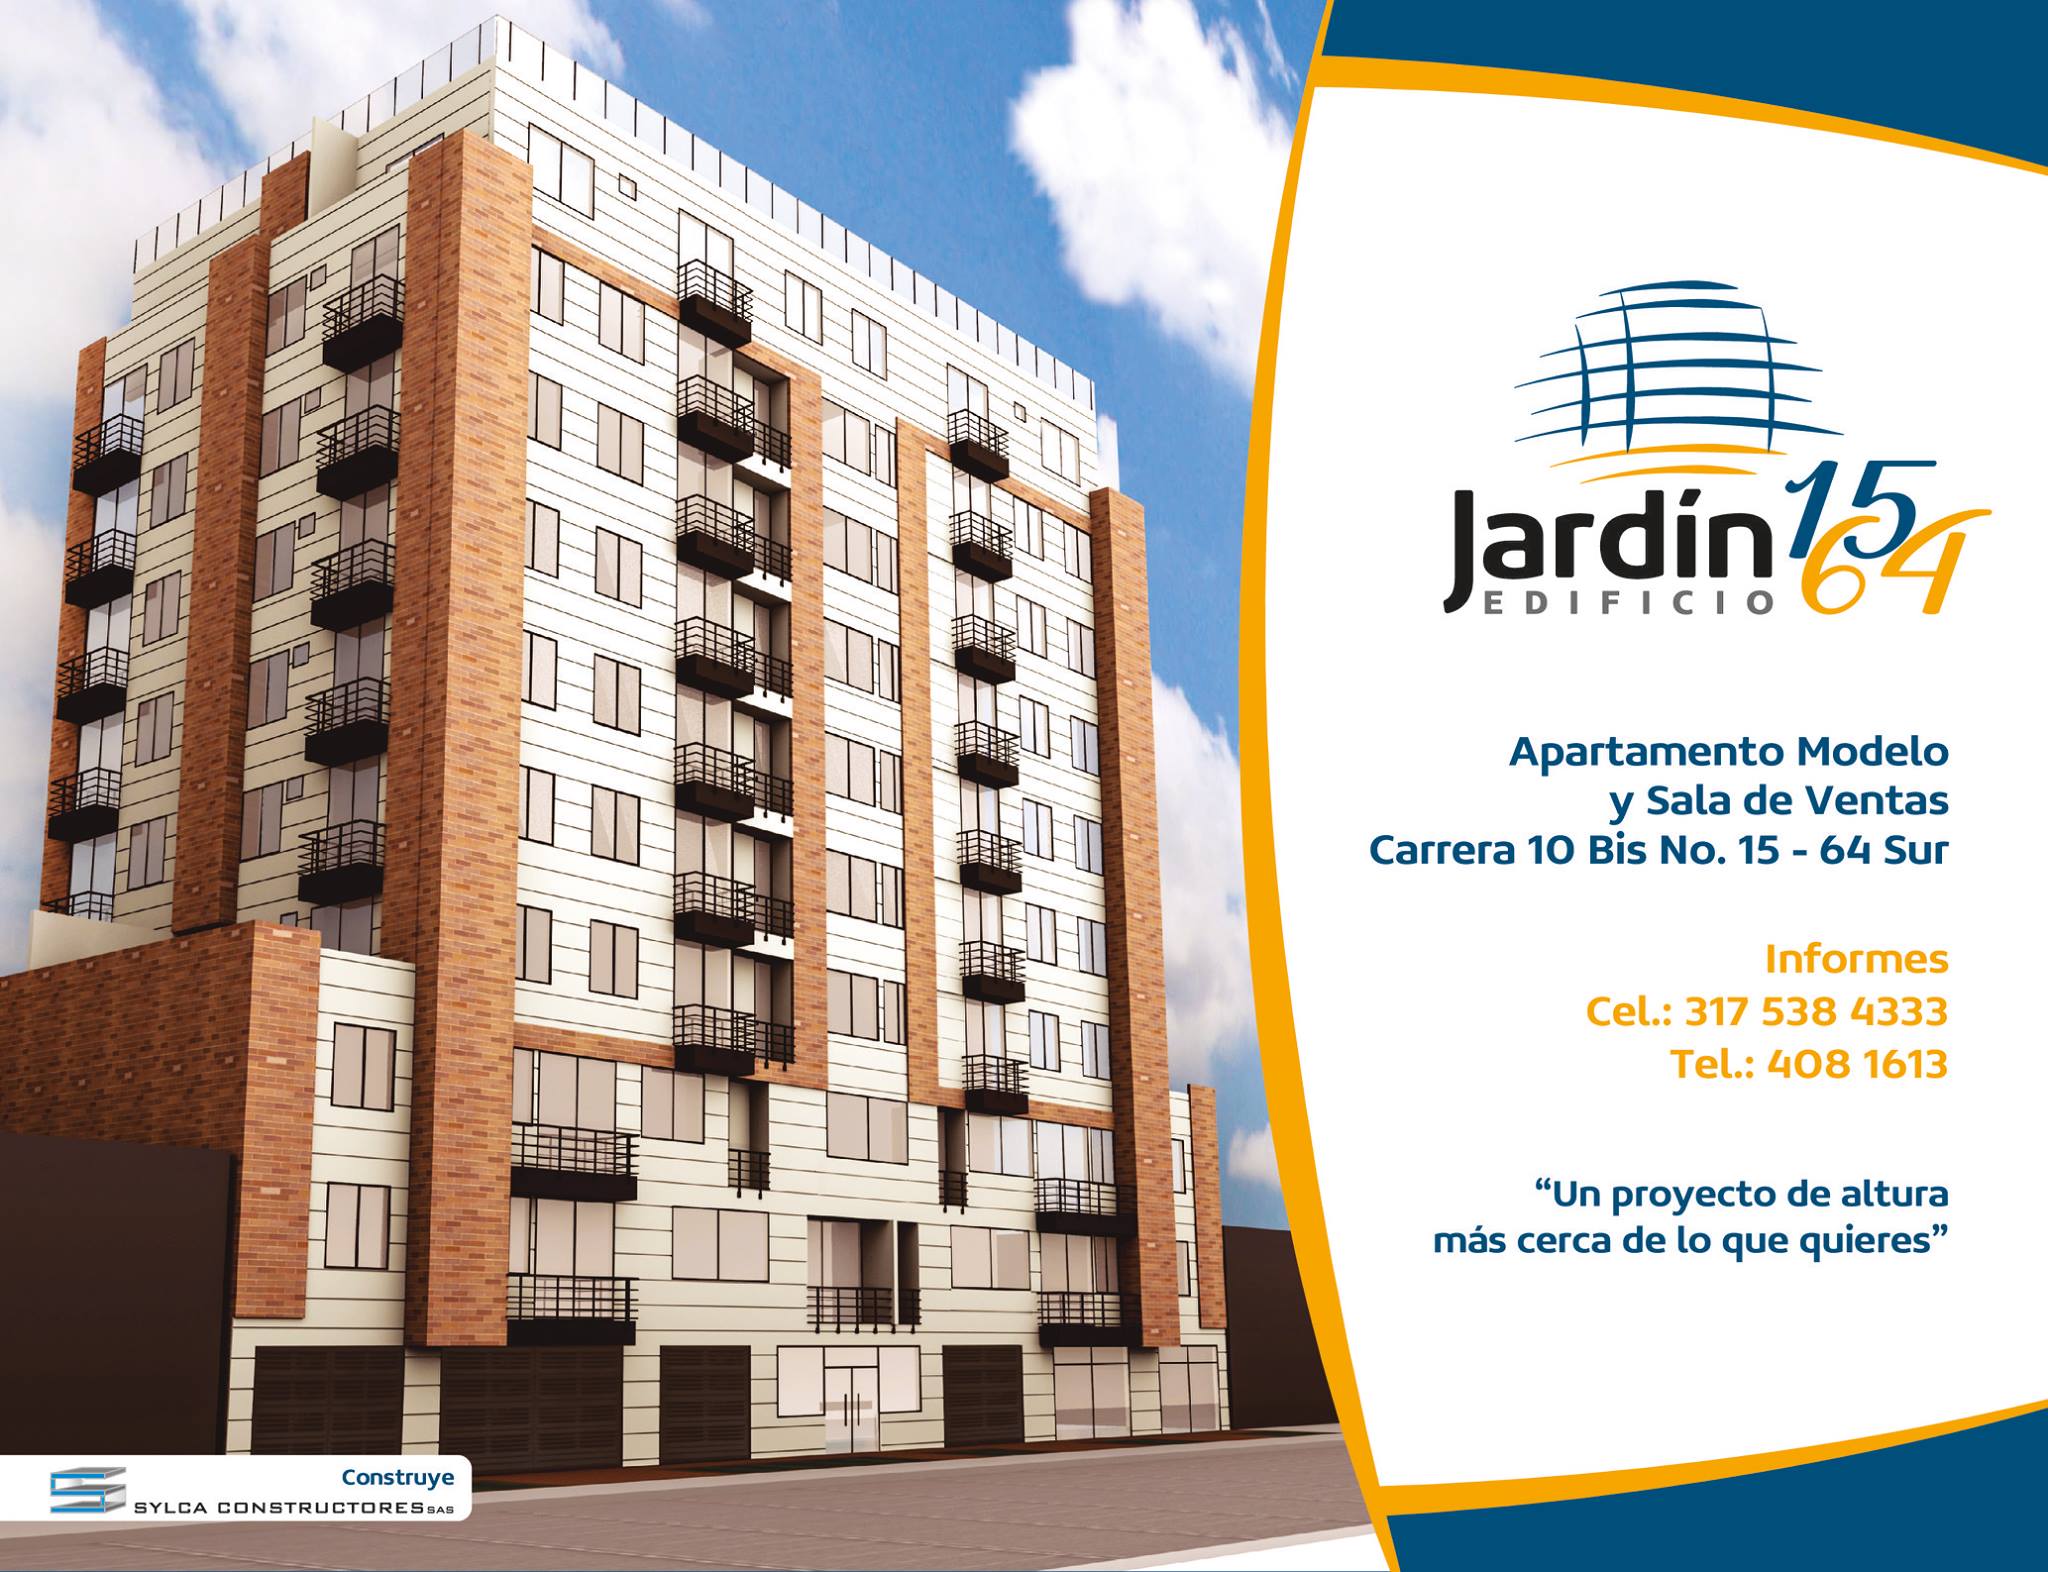 Jardín 15
EDIFICIO 64
Apartamento Modelo
y Sala de Ventas
Carrera 10 Bis No. 15 - 64 Sur
Informes
Cel.: 317 538 4333
Tel.: 408 1613
“Un proyecto de altura
más cerca de lo que quieres”
Construye
SYLCA CONSTRUCTORES SAS